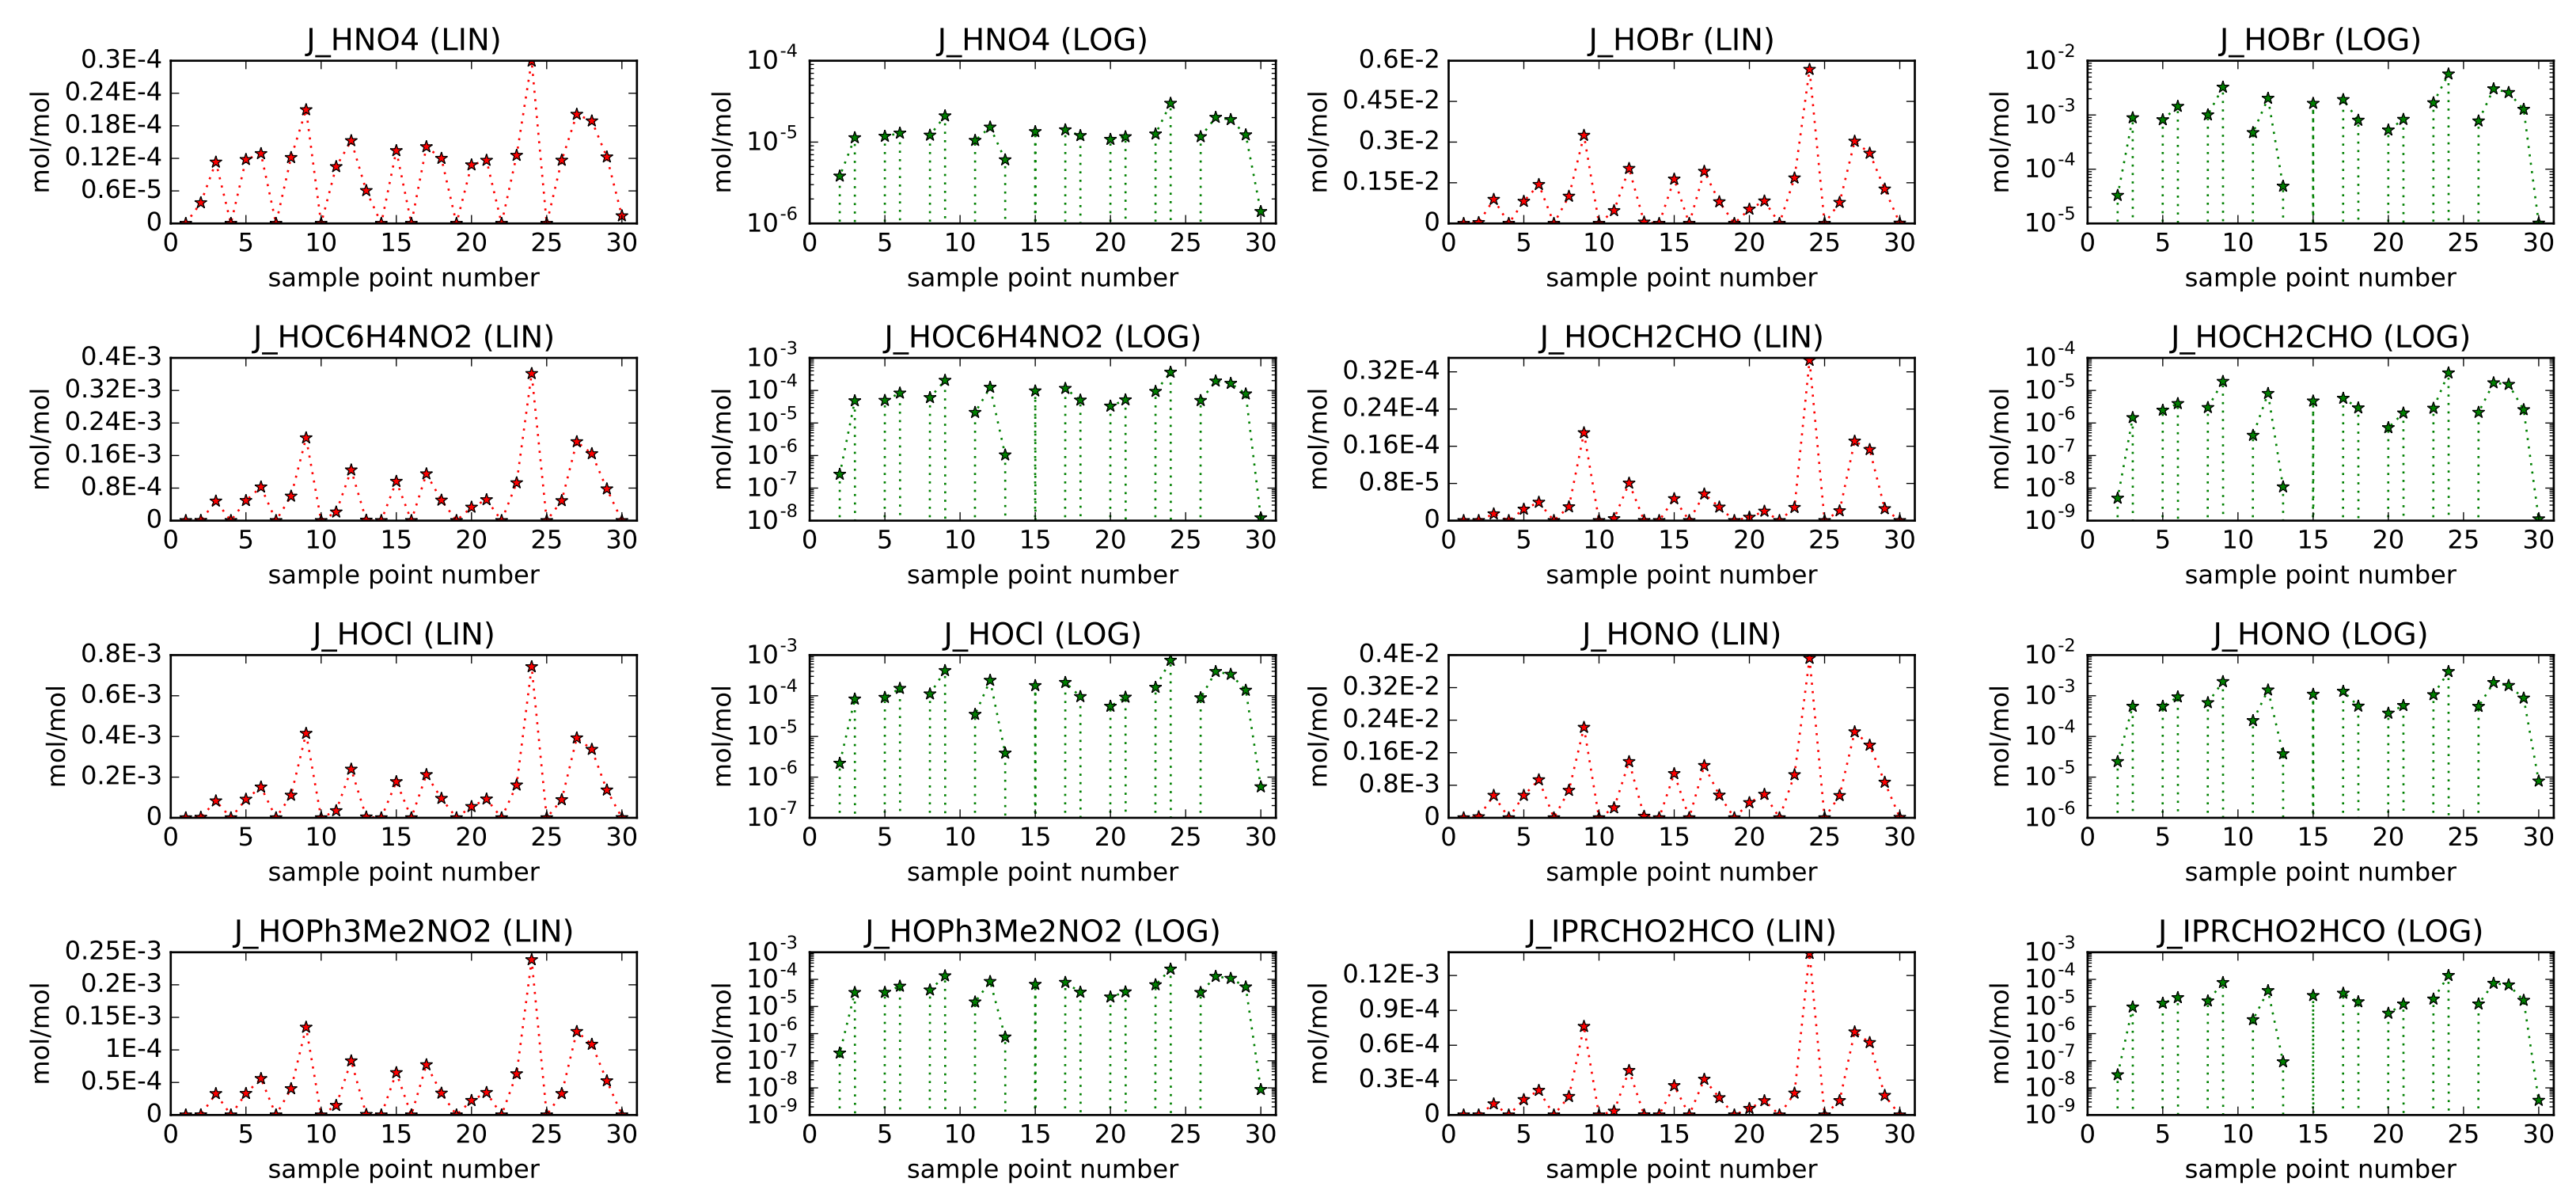 J_HNO4 (LIN)
0.3E-4
0.24E-4
0.18E-4
0.12E-4
0.6E-5
0
mol/mol
0 5 10 15 20 25 30
sample point number
J_HNO4 (LOG)
10-4
10-5
10-6
mol/mol
0 5 10 15 20 25 30
sample point number
J_HOBr (LIN)
0.6E-2
0.45E-2
0.3E-2
0.15E-2
0
mol/mol
0 5 10 15 20 25 30
sample point number
J_HOBr (LOG)
10-2
10-3
10-4
10-5
mol/mol
0 5 10 15 20 25 30
sample point number
J_HOC6H4NO2 (LIN)
0.4E-3
0.32E-3
0.24E-3
0.16E-3
0.8E-4
0
mol/mol
0 5 10 15 20 25 30
sample point number
J_HOC6H4NO2 (LOG)
10-3
10-4
10-5
10-6
10-7
10-8
mol/mol
0 5 10 15 20 25 30
sample point number
J_HOCH2CHO (LIN)
0.32E-4
0.24E-4
0.16E-4
0.8E-5
0
mol/mol
0 5 10 15 20 25 30
sample point number
J_HOCH2CHO (LOG)
10-4
10-5
10-6
10-7
10-8
10-9
mol/mol
0 5 10 15 20 25 30
sample point number
J_HOCl (LIN)
0.8E-3
0.6E-3
0.4E-3
0.2E-3
0
mol/mol
0 5 10 15 20 25 30
sample point number
J_HOCl (LOG)
10-3
10-4
10-5
10-6
10-7
mol/mol
0 5 10 15 20 25 30
sample point number
J_HONO (LIN)
0.4E-2
0.32E-2
0.24E-2
0.16E-2
0.8E-3
0
mol/mol
0 5 10 15 20 25 30
sample point number
J_HONO (LOG)
10-2
10-3
10-4
10-5
10-6
mol/mol
0 5 10 15 20 25 30
sample point number
J_HOPh3Me2NO2 (LIN)
0.25E-3
0.2E-3
0.15E-3
1E-4
0.5E-4
0
mol/mol
0 5 10 15 20 25 30
sample point number
J_HOPh3Me2NO2 (LOG)
10-3
10-4
10-5
10-6
10-7
10-8
10-9
mol/mol
0 5 10 15 20 25 30
sample point number
J_IPRCHO2HCO (LIN)
0.12E-3
0.9E-4
0.6E-4
0.3E-4
0
mol/mol
0 5 10 15 20 25 30
sample point number
J_IPRCHO2HCO (LOG)
10-3
10-4
10-5
10-6
10-7
10-8
10-9
mol/mol
0 5 10 15 20 25 30
sample point number